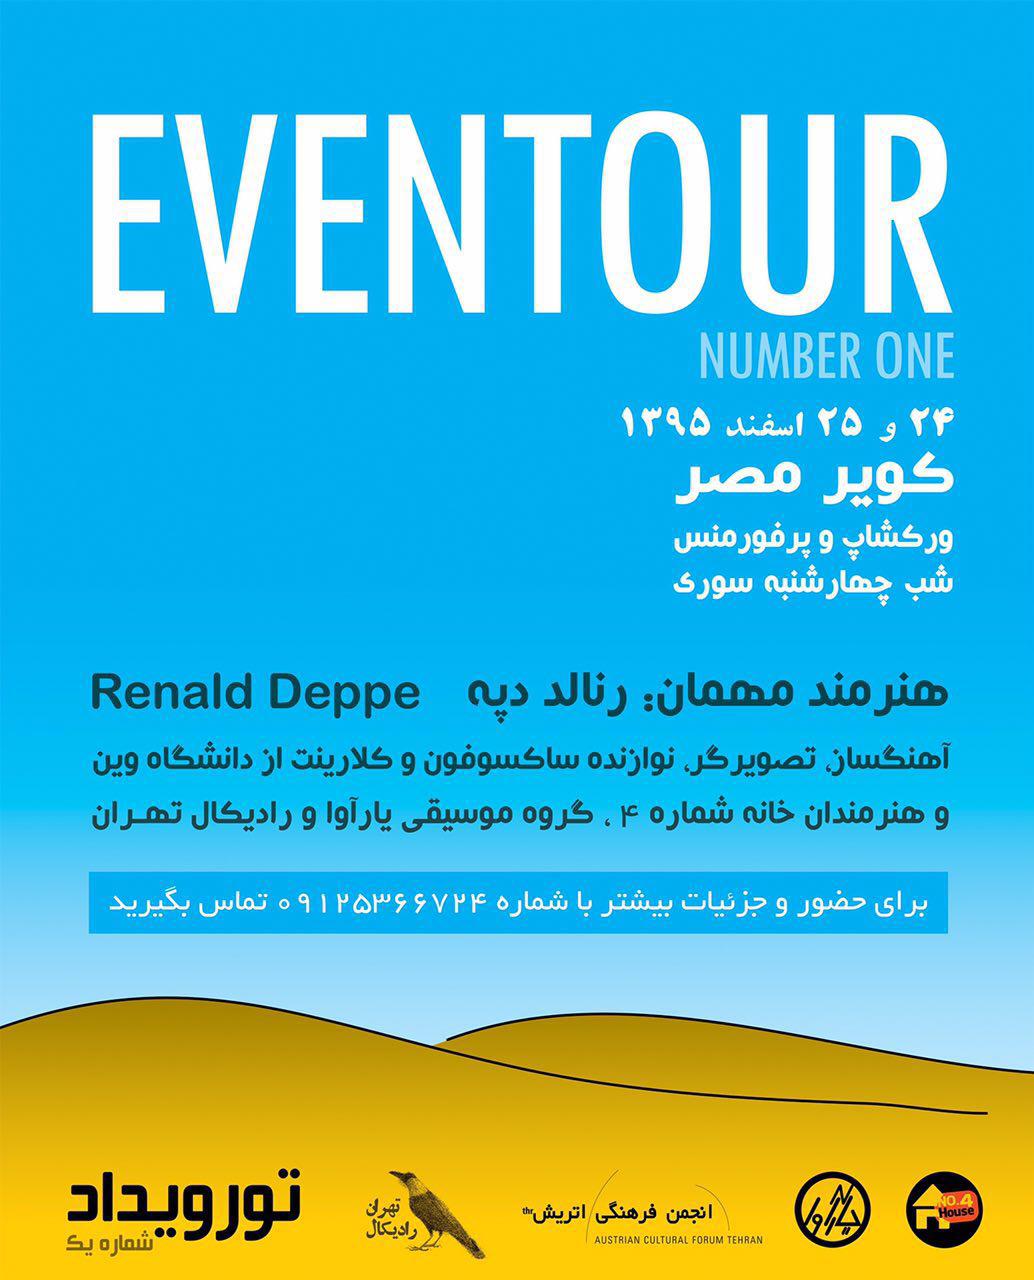 EVENTOUR
NUMBER ONE
۲۴ و ۲۵ اسفند ۱۳۹۵
کویر مصر
ورکشاپ و پرفورمنس
شب چهارشنبه سوری
هنرمند مهمان: رنالد دپه Renald Deppe
آهنگساز، تصویرگر، نوازنده ساکسوفون و کلارینت از دانشگاه وین
و هنرمندان خانه شماره ۴ ، گروه موسیقی یارآوا و رادیکال تهران
برای حضور و جزئیات بیشتر با شماره ۰۹۱۲۵۳۶۶۷۲۴ تماس بگیرید
تورویداد
شماره یک
تهران
رادیکال
انجمن فرهنگی اتریش thr
AUSTRIAN CULTURAL FORUM TEHRAN
یارآوا
NO.4
House